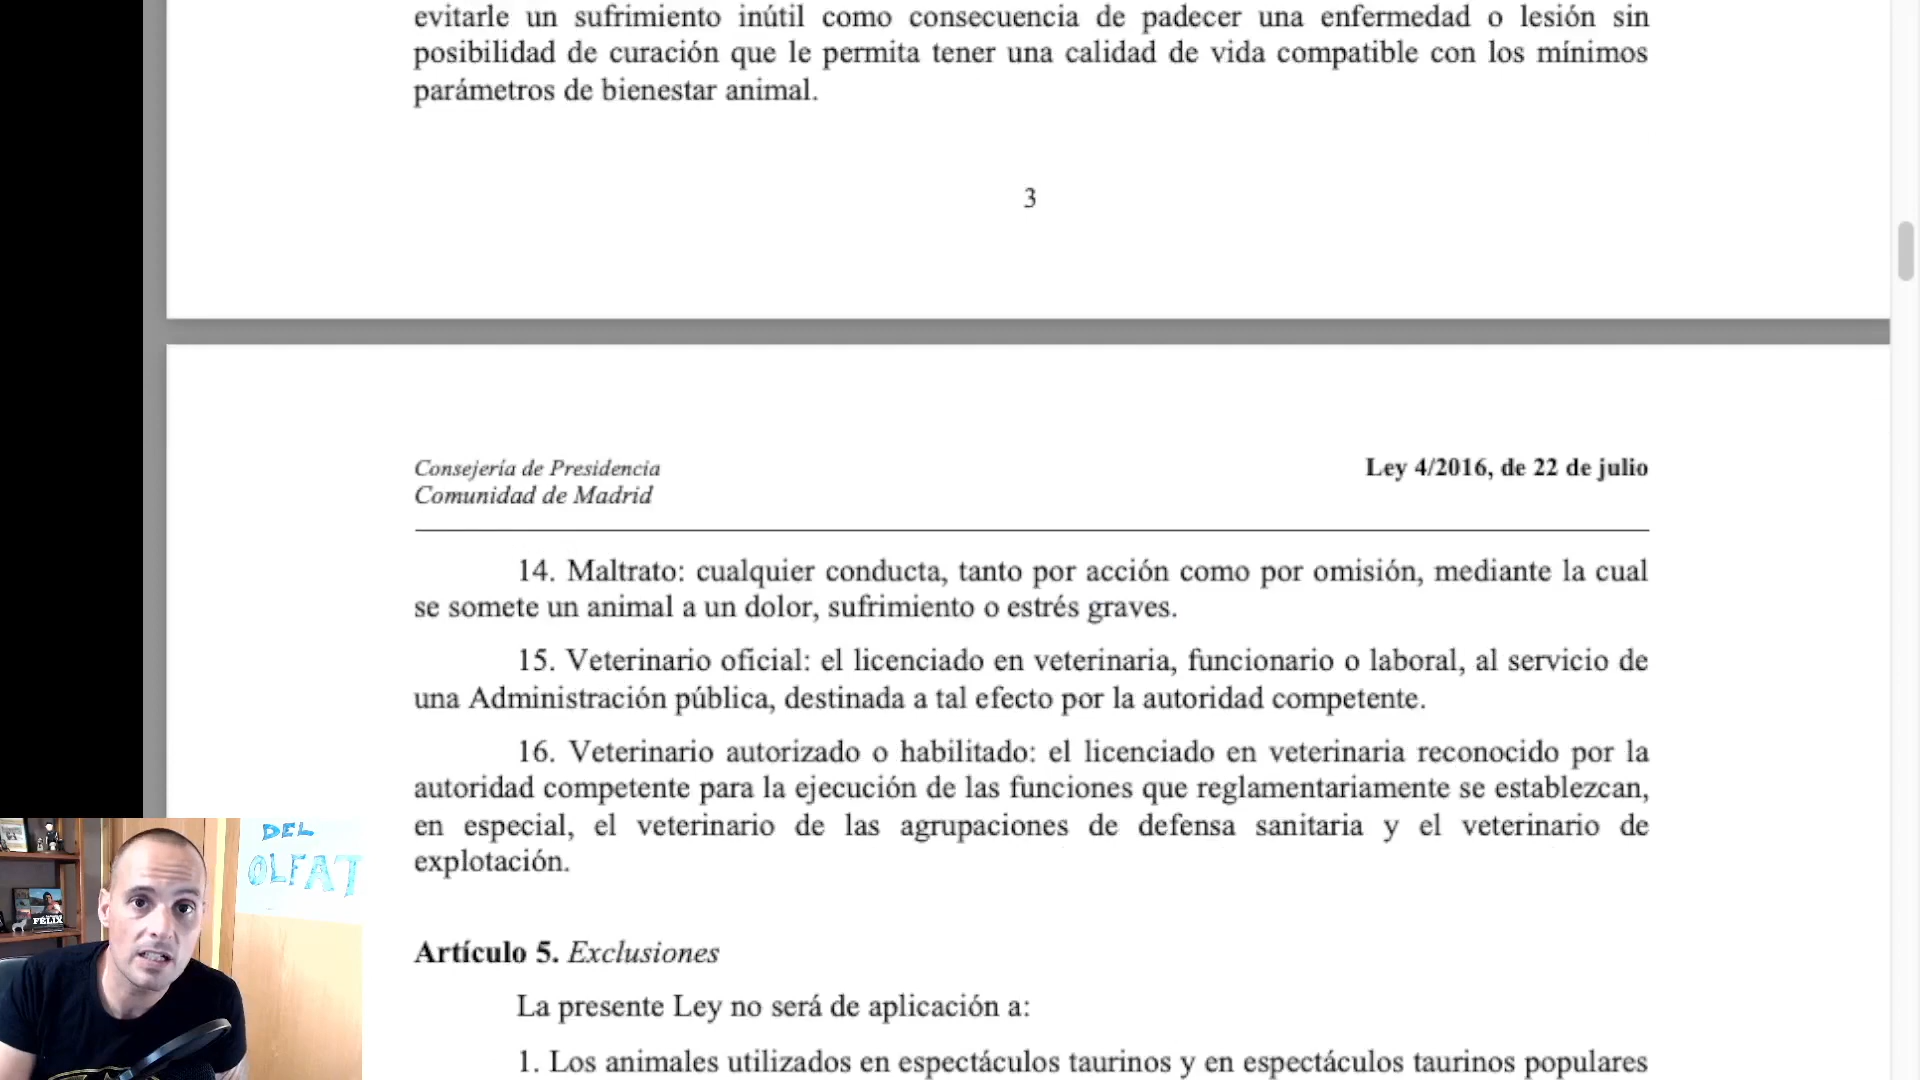 evitarle un sufrimiento inútil como consecuencia de padecer una enfermedad o lesión sin
posibilidad de curación que le permita tener una calidad de vida compatible con los mínimos
parámetros de bienestar animal.
3
Consejería de Presidencia
Comunidad de Madrid
Ley 4/2016, de 22 de julio
14. Maltrato: cualquier conducta, tanto por acción como por omisión, mediante la cual
se somete un animal a un dolor, sufrimiento o estrés graves.
15. Veterinario oficial: el licenciado en veterinaria, funcionario o laboral, al servicio de
una Administración pública, destinada a tal efecto por la autoridad competente.
16. Veterinario autorizado o habilitado: el licenciado en veterinaria reconocido por la
autoridad competente para la ejecución de las funciones que reglamentariamente se establezcan,
en especial, el veterinario de las agrupaciones de defensa sanitaria y el veterinario de
explotación.
Artículo 5. Exclusiones
La presente Ley no será de aplicación a:
1. Los animales utilizados en espectáculos taurinos y en espectáculos taurinos populares
DEL
OLFAT
FÉLIX